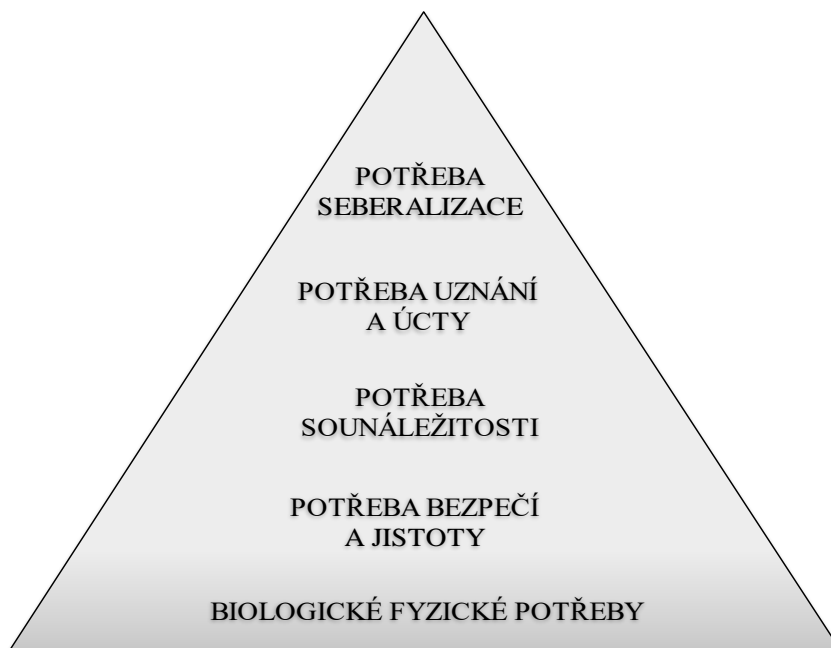 POTŘEBA
SEBERALIZACE
POTŘEBA UZNÁNÍ
A ÚCTY
POTŘEBA
SOUNÁLEŽITOSTI
POTŘEBA BEZPEČÍ
A JISTOTY
BIOLOGICKÉ FYZICKÉ POTŘEBY